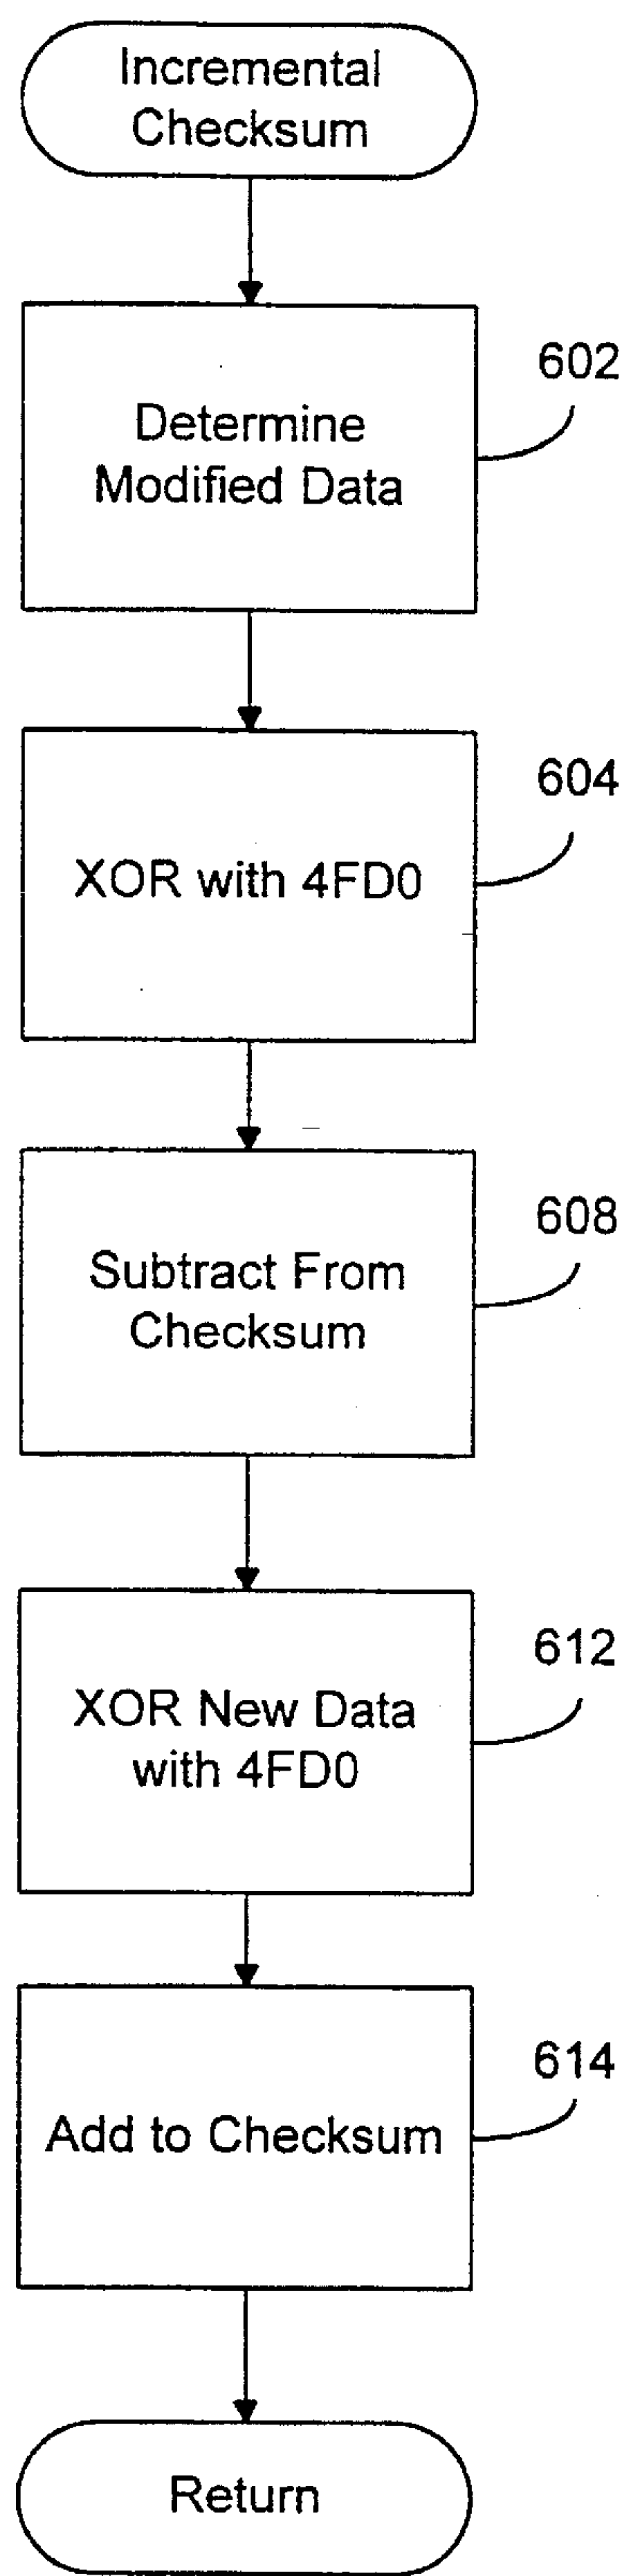 Incremental
Checksum
602
Determine
Modified Data
604
XOR with 4FD0
608
Subtract From
Checksum
612
XOR New Data
with 4FD0
614
Add to Checksum
Return